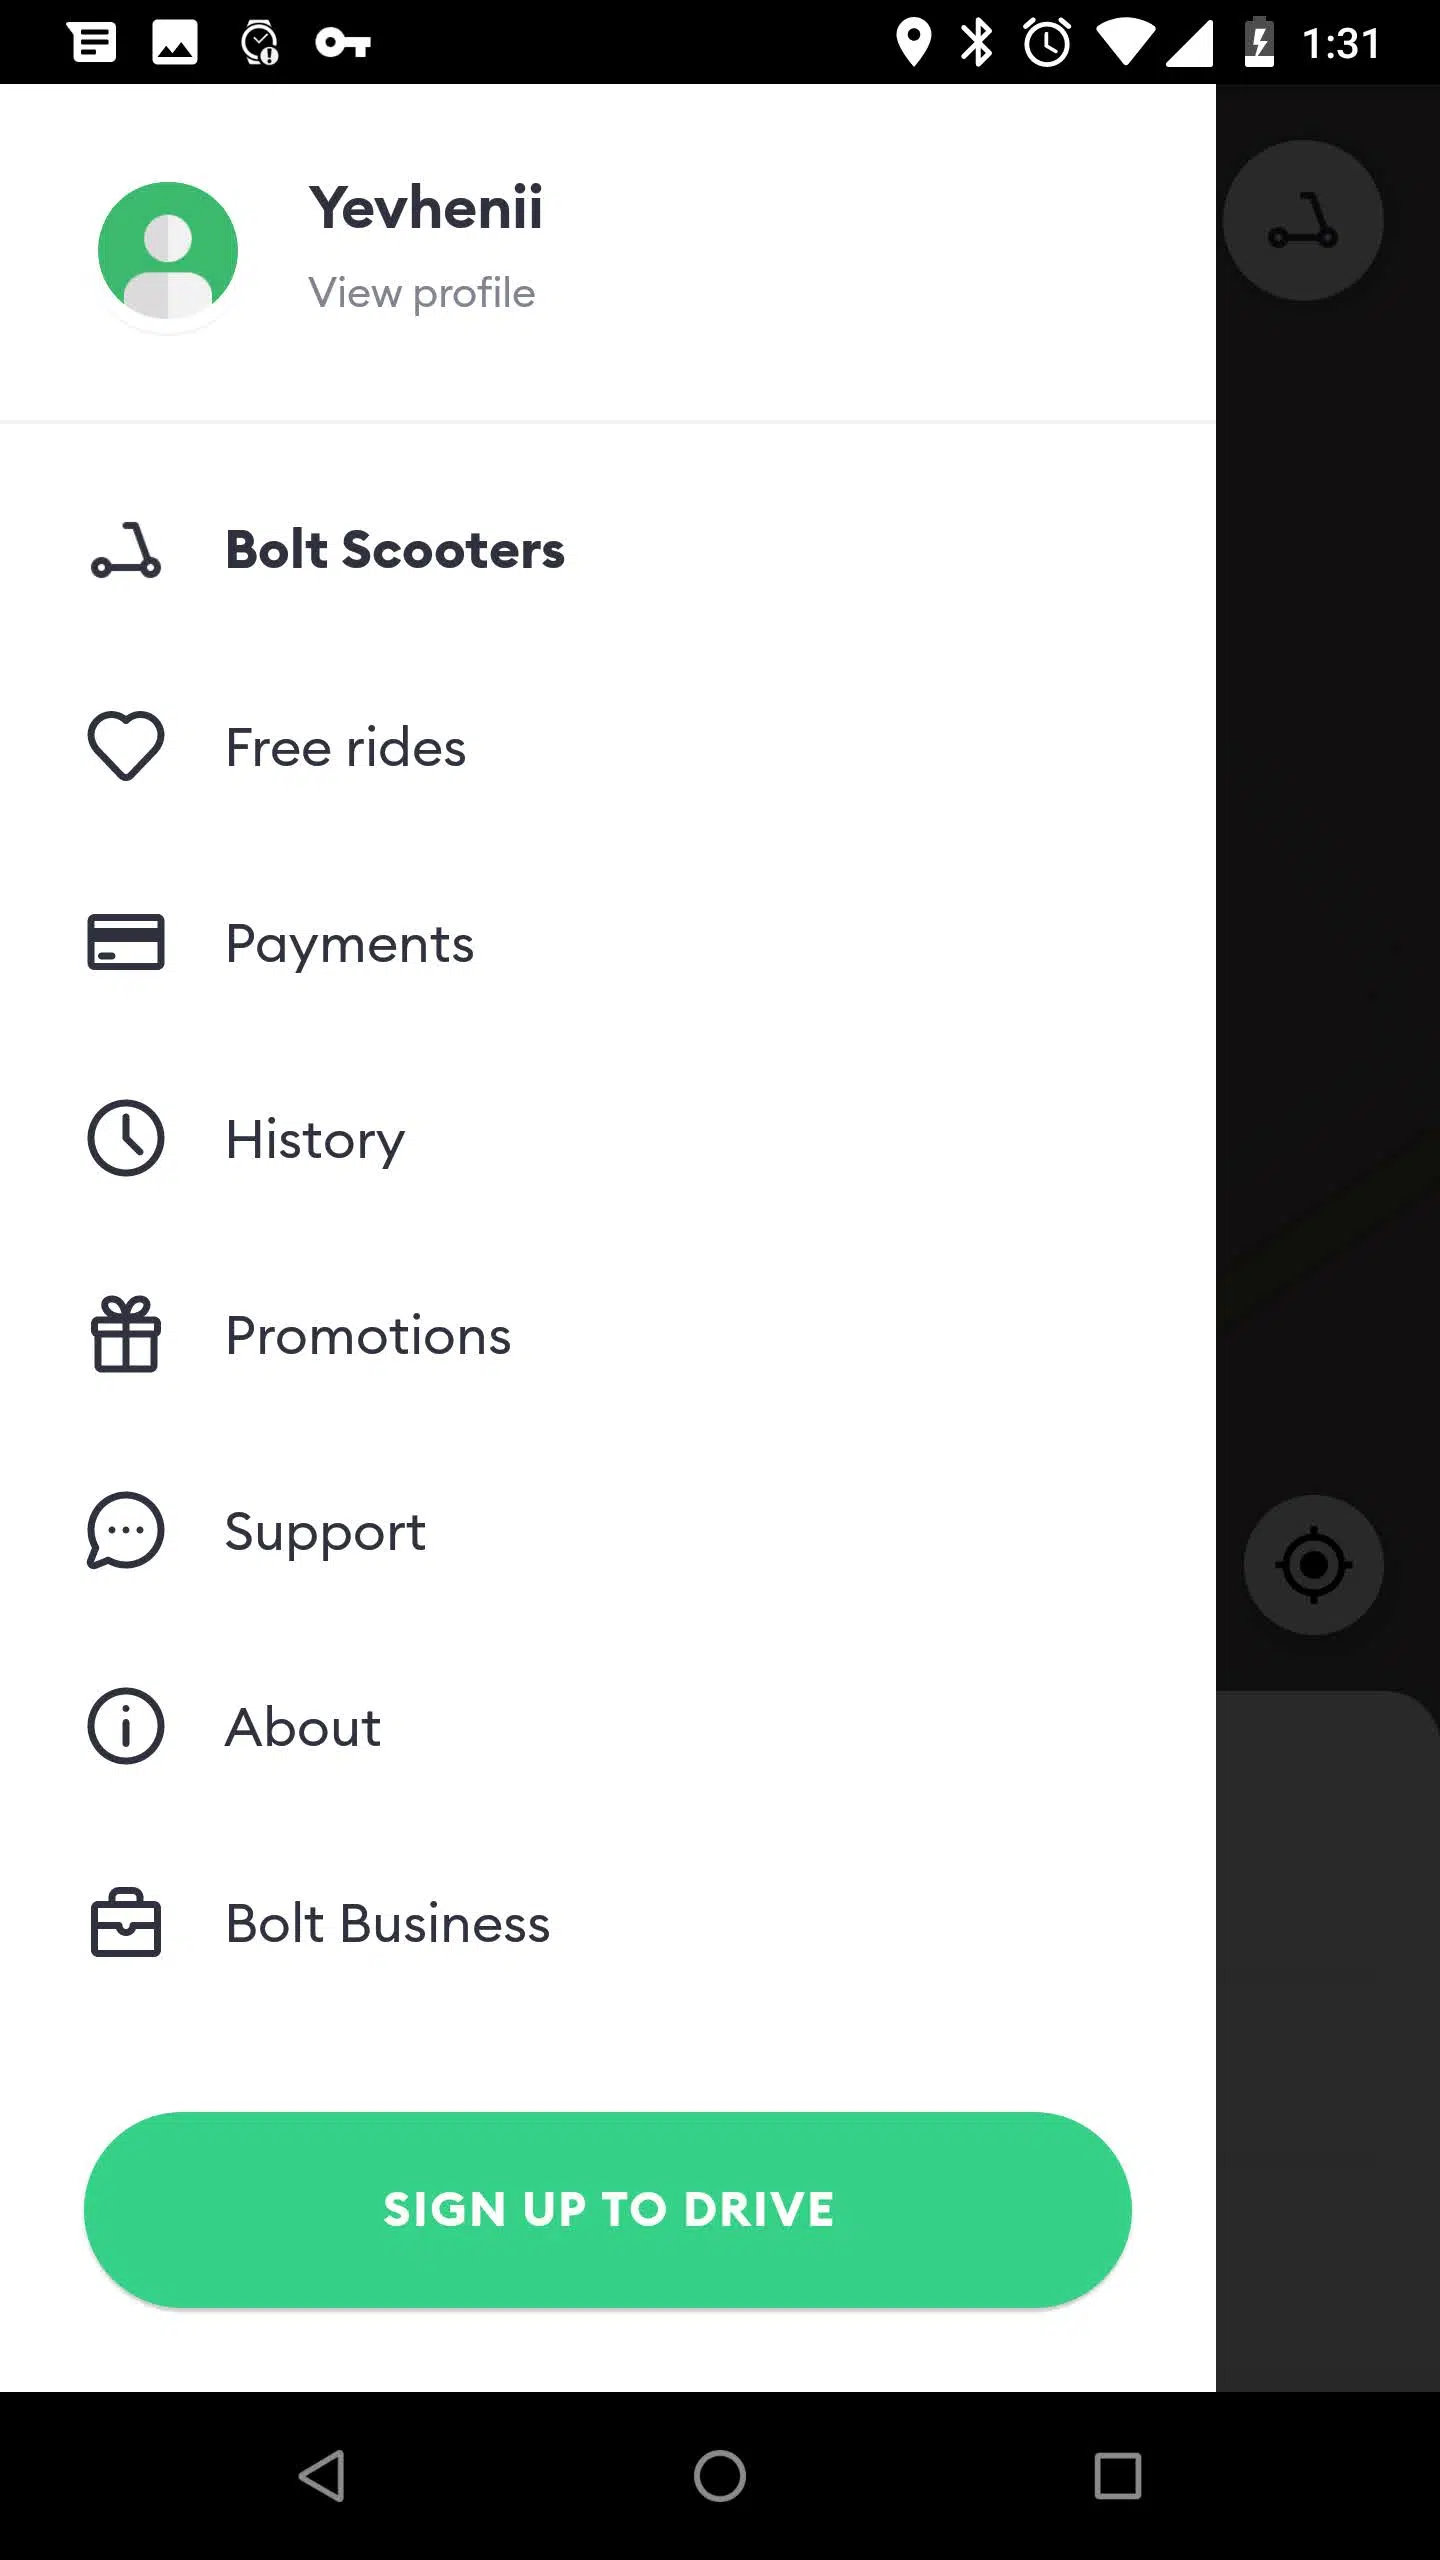 1:31
Yevhenii
View profile
Bolt Scooters
Free rides
Payments
History
Promotions
Support
About
Bolt Business
SIGN UP TO DRIVE